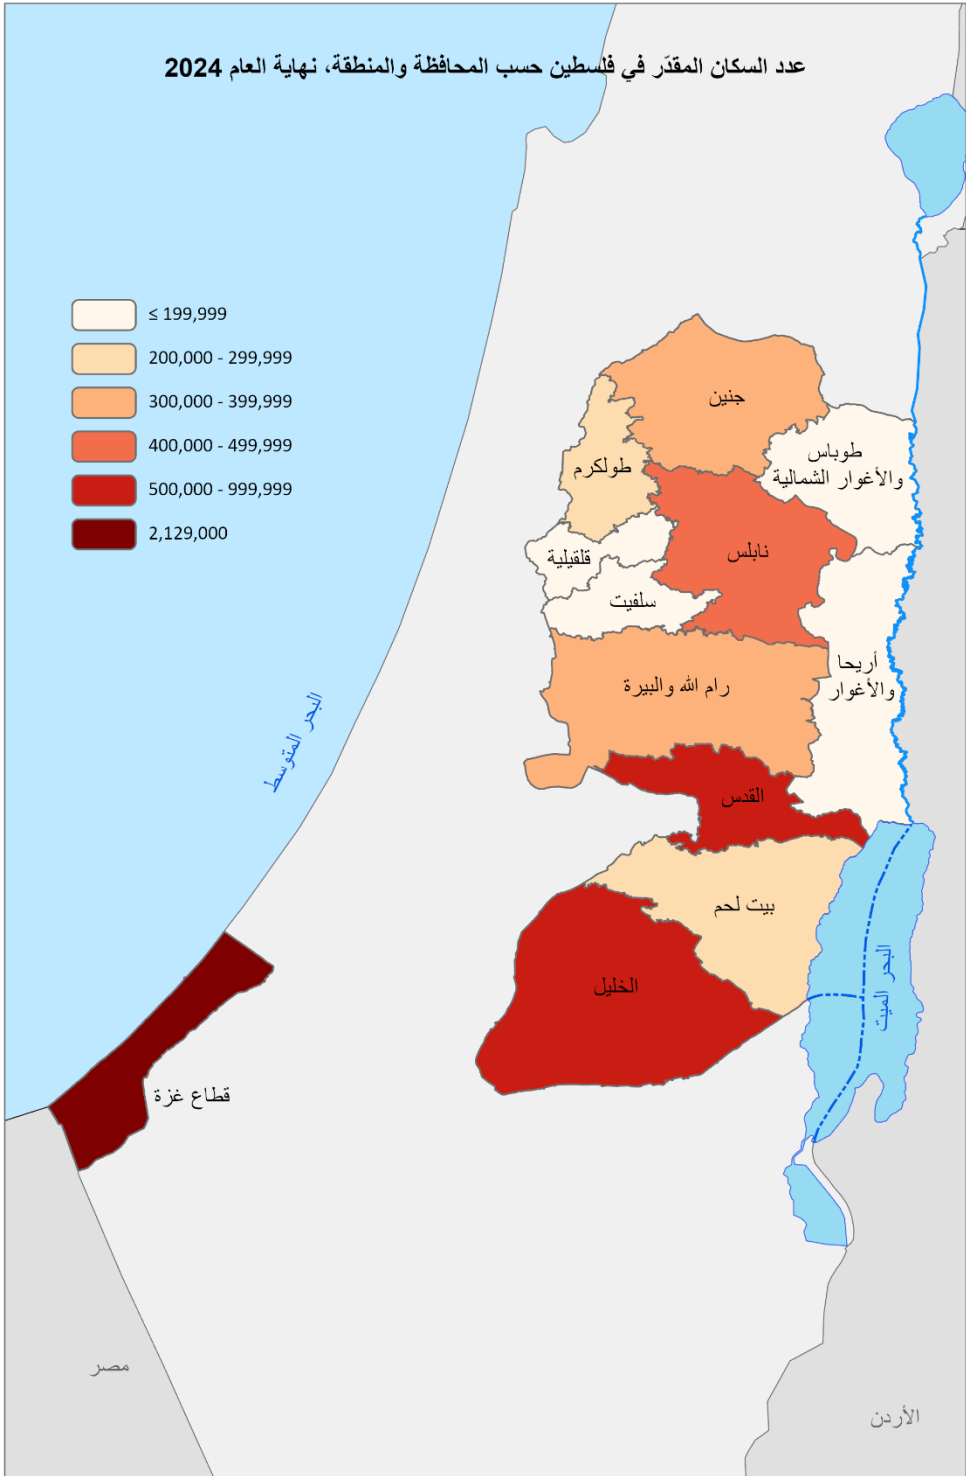 عدد السكان المقدّر في فلسطين حسب المحافظة والمنطقة، نهاية العام 2024
≤ 199,999
200,000 - 299,999
300,000 - 399,999
400,000 - 499,999
500,000 - 999,999
2,129,000
جنين
طوباس
والأغوار الشمالية
طولكرم
نابلس
قلقيلية
سلفيت
أريحا
والأغوار
رام الله والبيرة
القدس
بيت لحم
الخليل
قطاع غزة
البحر المتوسط
البحر الميت
مصر
الأردن